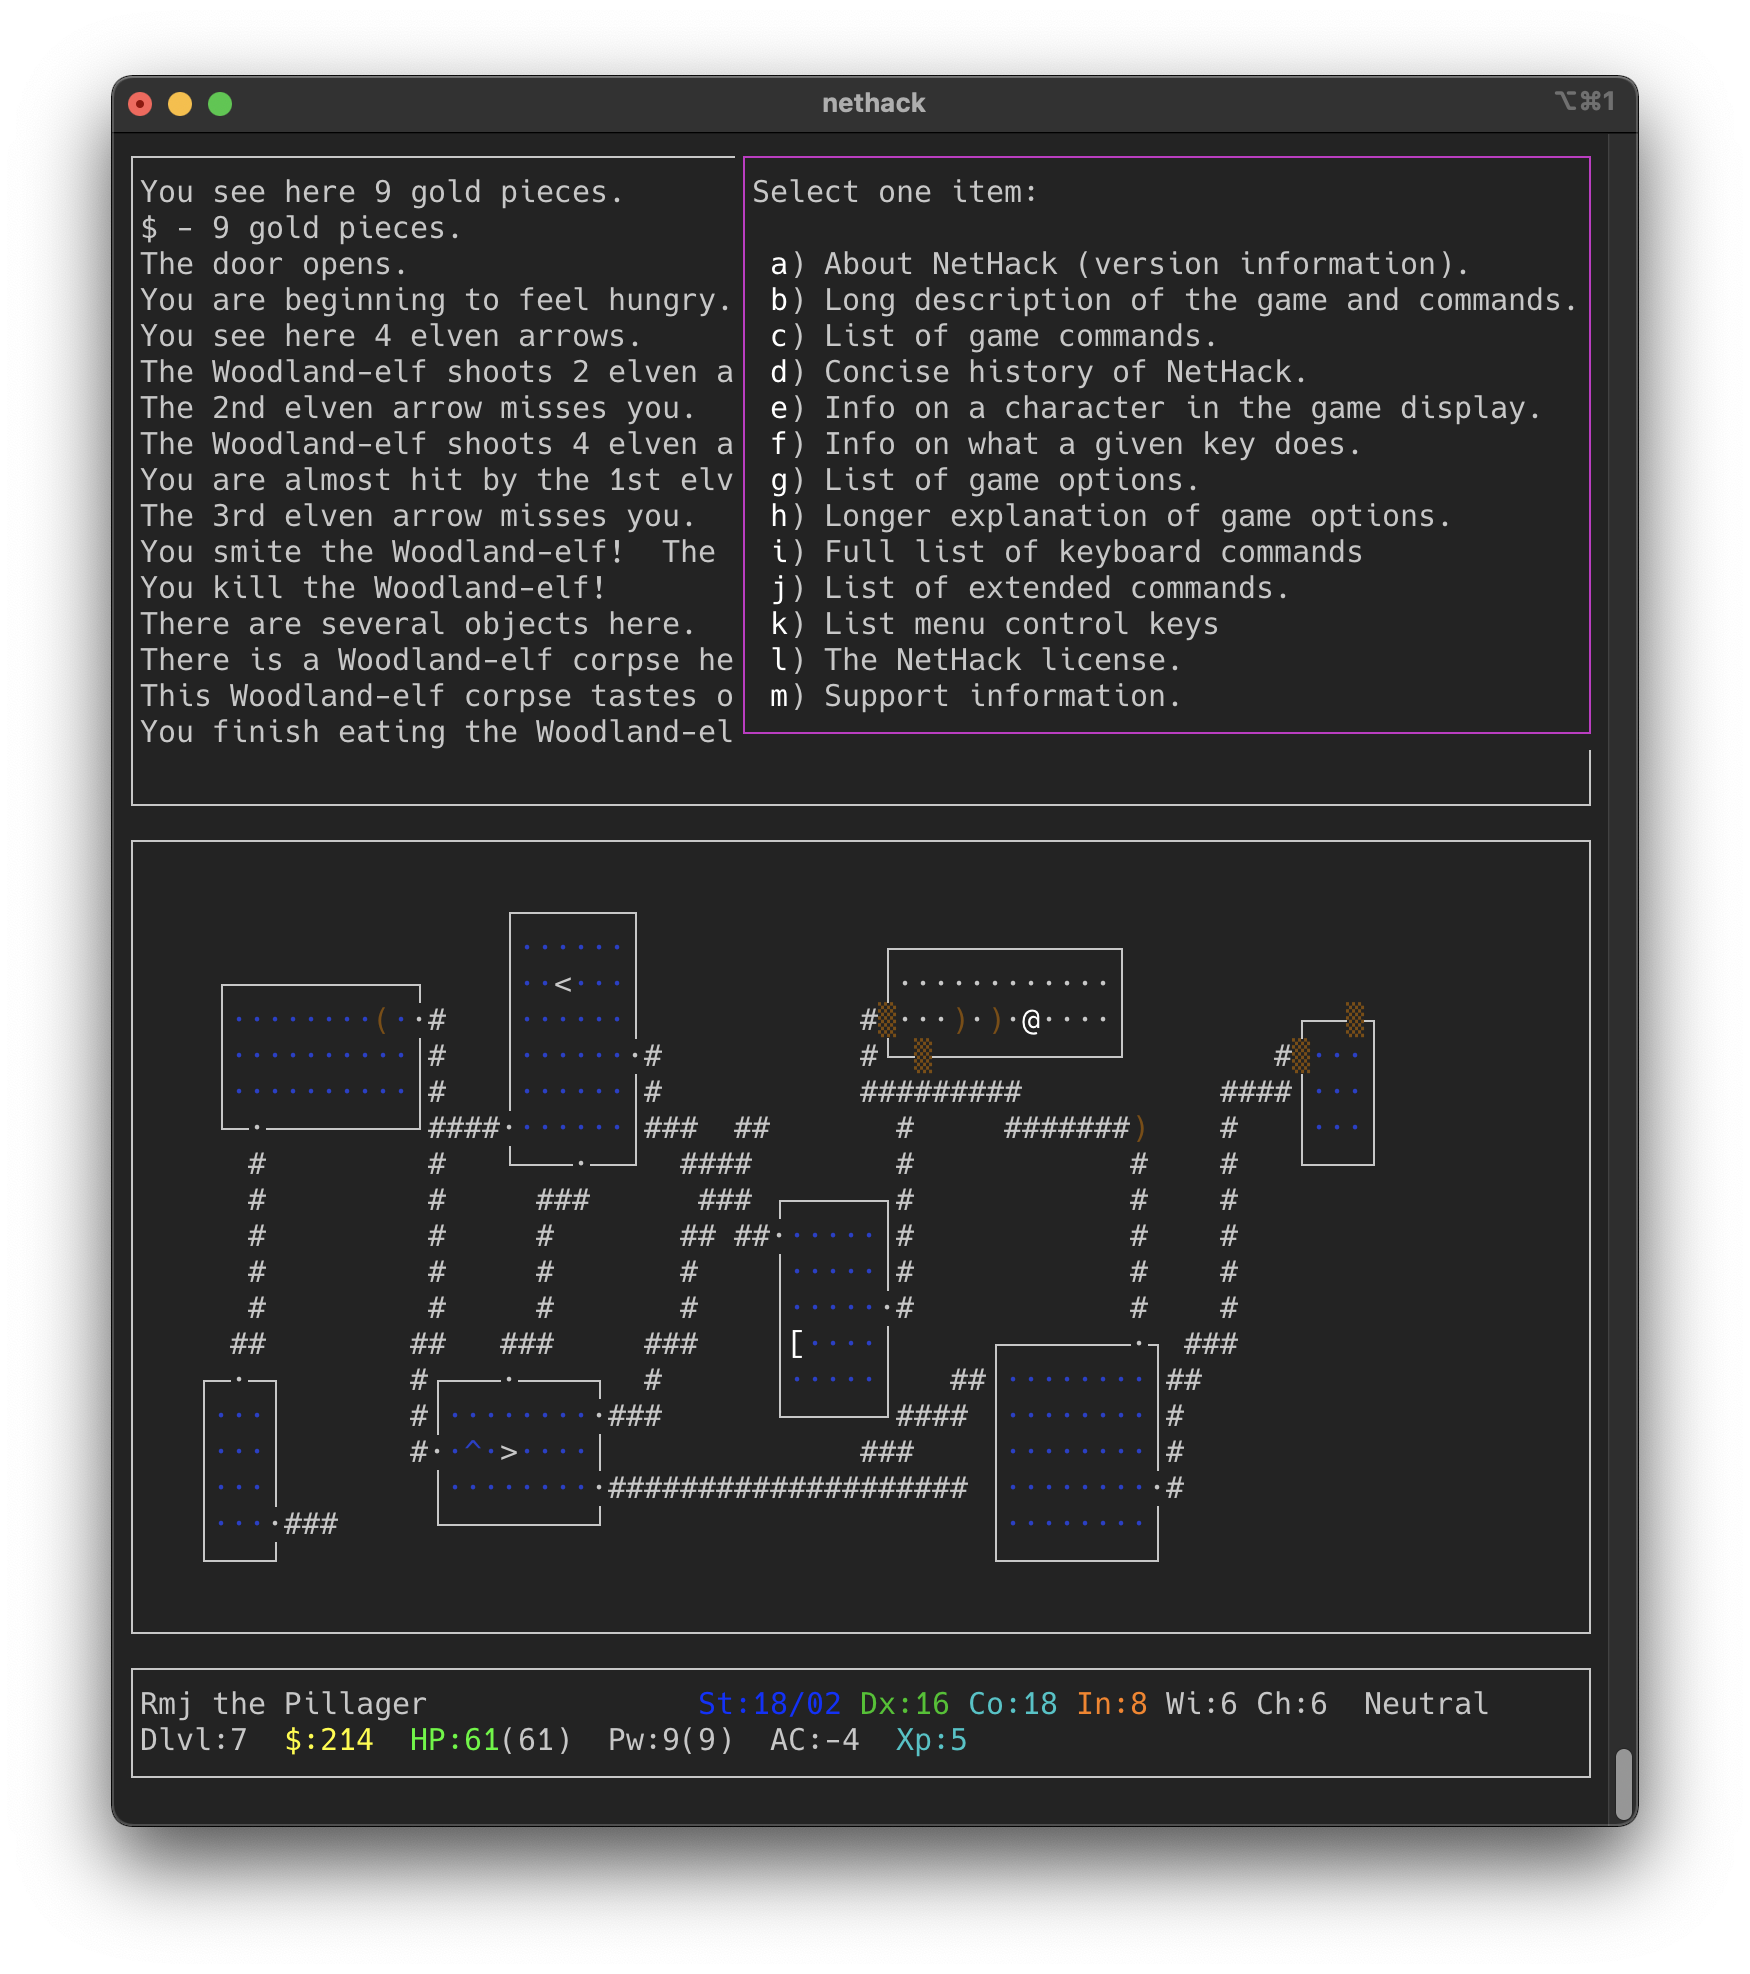 nethack
⌥⌘1
You see here 9 gold pieces.
$ - 9 gold pieces.
The door opens.
You are beginning to feel hungry.
You see here 4 elven arrows.
The Woodland-elf shoots 2 elven a
The 2nd elven arrow misses you.
The Woodland-elf shoots 4 elven a
You are almost hit by the 1st elv
The 3rd elven arrow misses you.
You smite the Woodland-elf!  The
You kill the Woodland-elf!
There are several objects here.
There is a Woodland-elf corpse he
This Woodland-elf corpse tastes o
You finish eating the Woodland-el
Select one item:
a) About NetHack (version information).
b) Long description of the game and commands.
c) List of game commands.
d) Concise history of NetHack.
e) Info on a character in the game display.
f) Info on what a given key does.
g) List of game options.
h) Longer explanation of game options.
i) Full list of keyboard commands
j) List of extended commands.
k) List menu control keys
l) The NetHack license.
m) Support information.
Rmj the Pillager St:18/02 Dx:16 Co:18 In:8 Wi:6 Ch:6 Neutral
Dlvl:7 $:214 HP:61(61) Pw:9(9) AC:-4 Xp:5